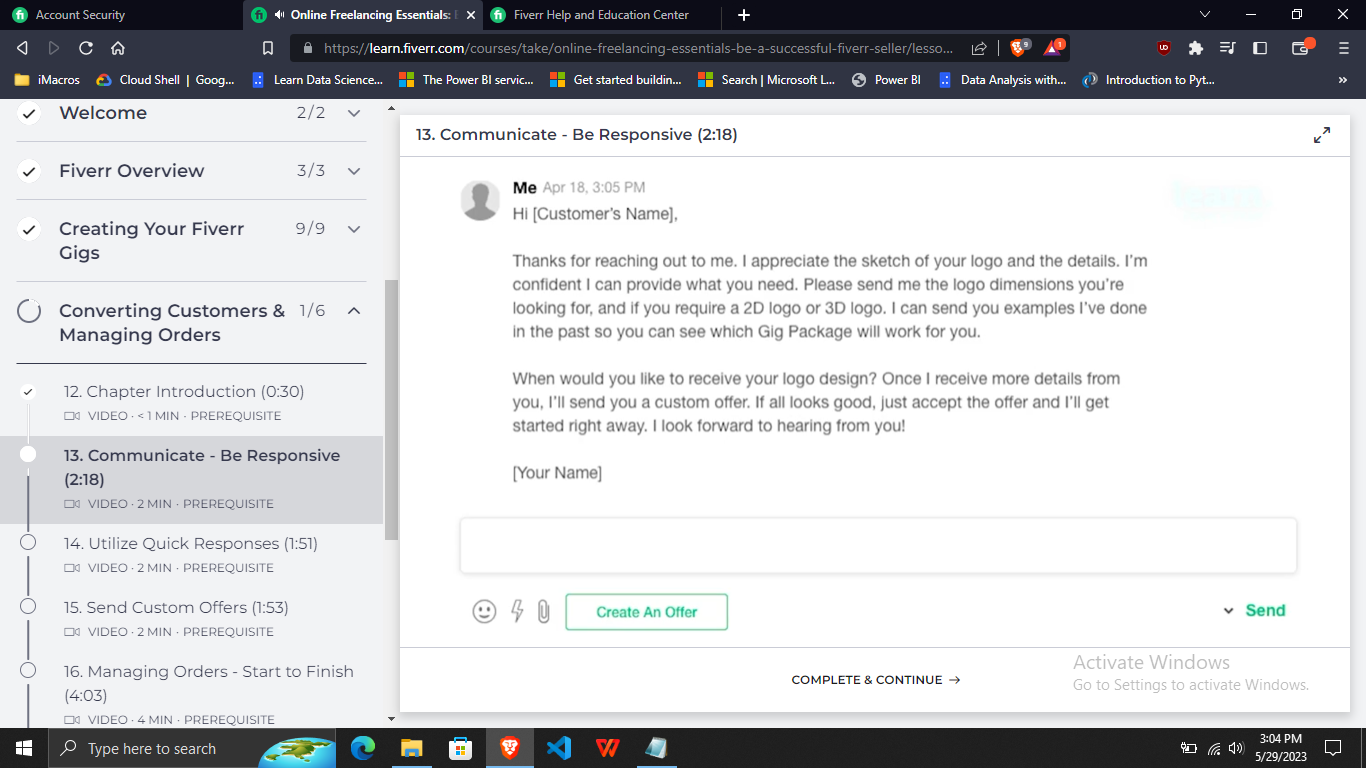 Account Security
Online Freelancing Essentials:
Fiverr Help and Education Center
https://learn.fiverr.com/courses/take/online-freelancing-essentials-be-a-successful-fiverr-seller/lesso...
9
1
iMacros
Cloud Shell | Goog...
Learn Data Science...
The Power BI servic...
Get started buildin...
Search | Microsoft L...
Power BI
Data Analysis with...
Introduction to Pyt...
»
Welcome 2/2
Fiverr Overview 3/3
Creating Your Fiverr 9/9
Gigs
Converting Customers & 1/6
Managing Orders
12. Chapter Introduction (0:30)
VIDEO · < 1 MIN · PREREQUISITE
13. Communicate - Be Responsive
(2:18)
VIDEO · 2 MIN · PREREQUISITE
14. Utilize Quick Responses (1:51)
VIDEO · 2 MIN · PREREQUISITE
15. Send Custom Offers (1:53)
VIDEO · 2 MIN · PREREQUISITE
16. Managing Orders - Start to Finish
(4:03)
VIDEO · 4 MIN · PREREQUISITE
13. Communicate - Be Responsive (2:18)
Me Apr 18, 3:05 PM
Hi [Customer's Name],
Thanks for reaching out to me. I appreciate the sketch of your logo and the details. I'm
confident I can provide what you need. Please send me the logo dimensions you're
looking for, and if you require a 2D logo or 3D logo. I can send you examples I've done
in the past so you can see which Gig Package will work for you.
When would you like to receive your logo design? Once I receive more details from
you, I'll send you a custom offer. If all looks good, just accept the offer and I'll get
started right away. I look forward to hearing from you!
[Your Name]
Create An Offer
Send
COMPLETE & CONTINUE →
Activate Windows
Go to Settings to activate Windows.
Type here to search
3:04 PM
5/29/2023